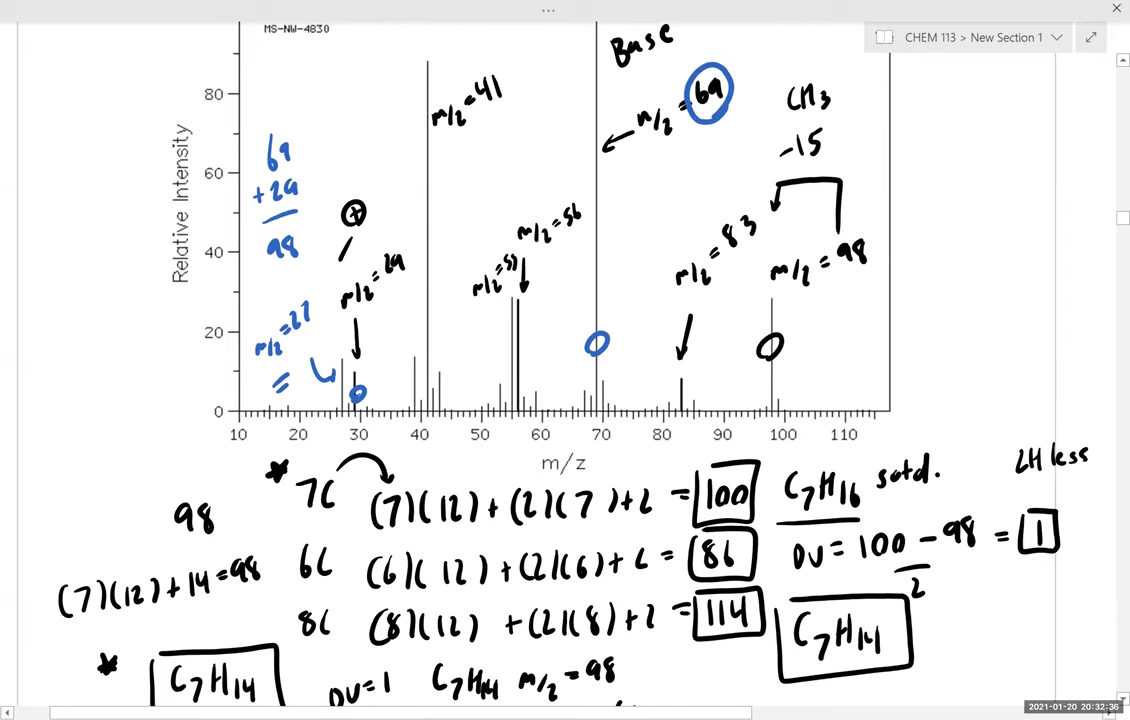 CHEM 113 > New Section 1
MS-NW-4830
Base
m/z = 69
m/z = 41
CH3
-15
80
60
40
20
0
Relative Intensity
69
+29
98
+
m/z = 29
m/z = 56
m/z = 83
m/z = 98
m/z = 27
10 20 30 40 50 60 70 80 90 100 110
m/z
2H less
* 7C (7)(12) + (2)(7) + 2 = 100 C7H16 satd.
98
6C (6)(12) + (2)(6) + 2 = 86 DU = 100 - 98 = 1
2
(7)(12) + 14 = 98
8C (8)(12) + (2)(8) + 2 = 114 C7H14
* C7H14 DU = 1 C7H14 m/z = 98
2021-01-20 20:32:36